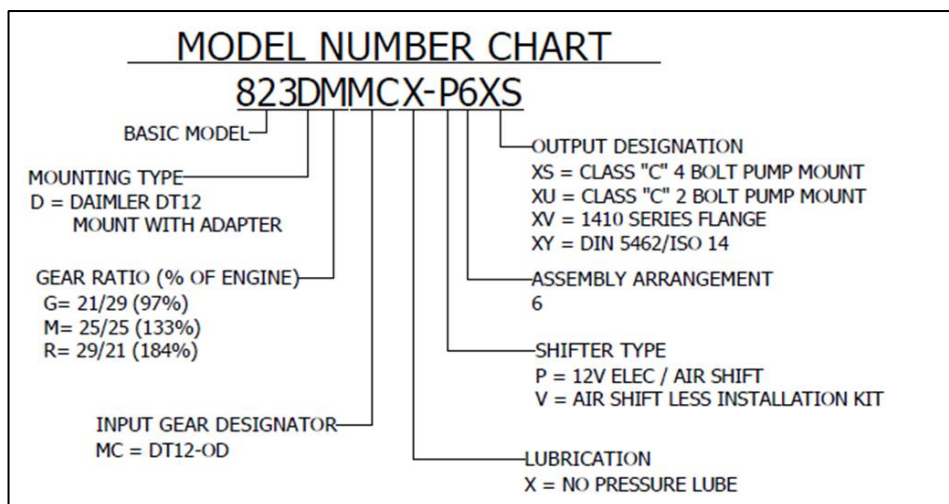 MODEL NUMBER CHART
823DMMCX-P6XS
BASIC MODEL
MOUNTING TYPE
D = DAIMLER DT12
MOUNT WITH ADAPTER
GEAR RATIO (% OF ENGINE)
G= 21/29 (97%)
M= 25/25 (133%)
R= 29/21 (184%)
INPUT GEAR DESIGNATOR
MC = DT12-OD
OUTPUT DESIGNATION
XS = CLASS "C" 4 BOLT PUMP MOUNT
XU = CLASS "C" 2 BOLT PUMP MOUNT
XV = 1410 SERIES FLANGE
XY = DIN 5462/ISO 14
ASSEMBLY ARRANGEMENT
6
SHIFTER TYPE
P = 12V ELEC / AIR SHIFT
V = AIR SHIFT LESS INSTALLATION KIT
LUBRICATION
X = NO PRESSURE LUBE